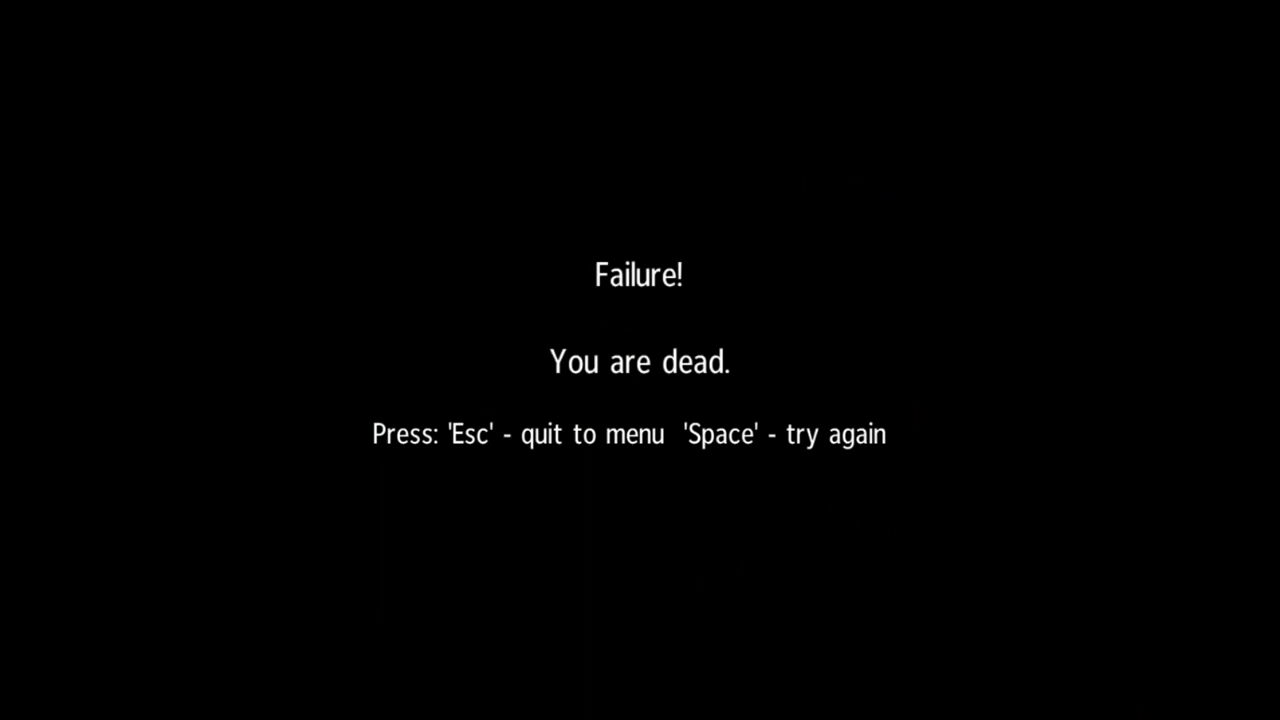 Failure!
You are dead.
Press: 'Esc' - quit to menu  'Space' - try again